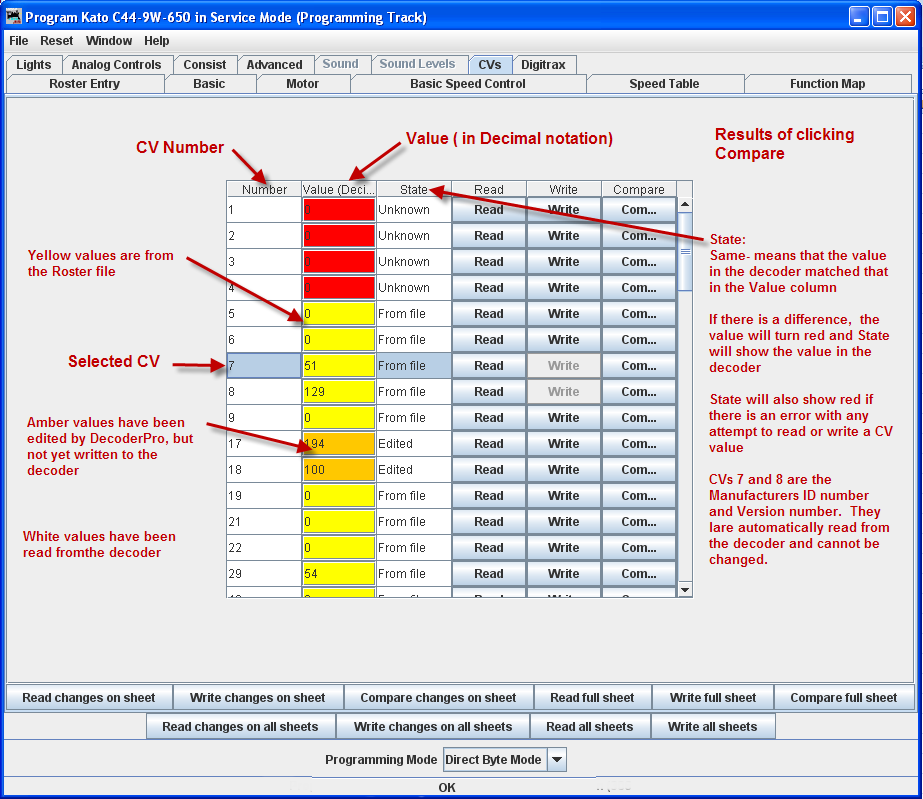 Program Kato C44-9W-650 in Service Mode (Programming Track)
File Reset Window Help
Lights Analog Controls Consist Advanced Sound Sound Levels CVs Digitrax
Roster Entry Basic Motor Basic Speed Control Speed Table Function Map
CV Number
Value ( in Decimal notation)
Results of clicking
Compare
Number Value (Deci... State Read Write Compare
1 Unknown Read Write Com...
2 Unknown Read Write Com...
3 Unknown Read Write Com...
4 Unknown Read Write Com...
5 0 From file Read Write Com...
6 0 From file Read Write Com...
7 51 From file Read Write Com...
8 129 From file Read Write Com...
9 0 From file Read Write Com...
17 194 Edited Read Write Com...
18 100 Edited Read Write Com...
19 0 From file Read Write Com...
21 0 From file Read Write Com...
22 0 From file Read Write Com...
29 54 From file Read Write Com...
Yellow values are from
the Roster file
Selected CV
Amber values have been
edited by DecoderPro, but
not yet written to the
decoder
White values have been
read fromthe decoder
State:
Same- means that the value
in the decoder matched that
in the Value column
If there is a difference, the
value will turn red and State
will show the value in the
decoder
State will also show red if
there is an error with any
attempt to read or write a CV
value
CVs 7 and 8 are the
Manufacturers ID number
and Version number. They
lare automatically read from
the decoder and cannot be
changed.
Read changes on sheet Write changes on sheet Compare changes on sheet Read full sheet Write full sheet Compare full sheet
Read changes on all sheets Write changes on all sheets Read all sheets Write all sheets
Programming Mode Direct Byte Mode
OK